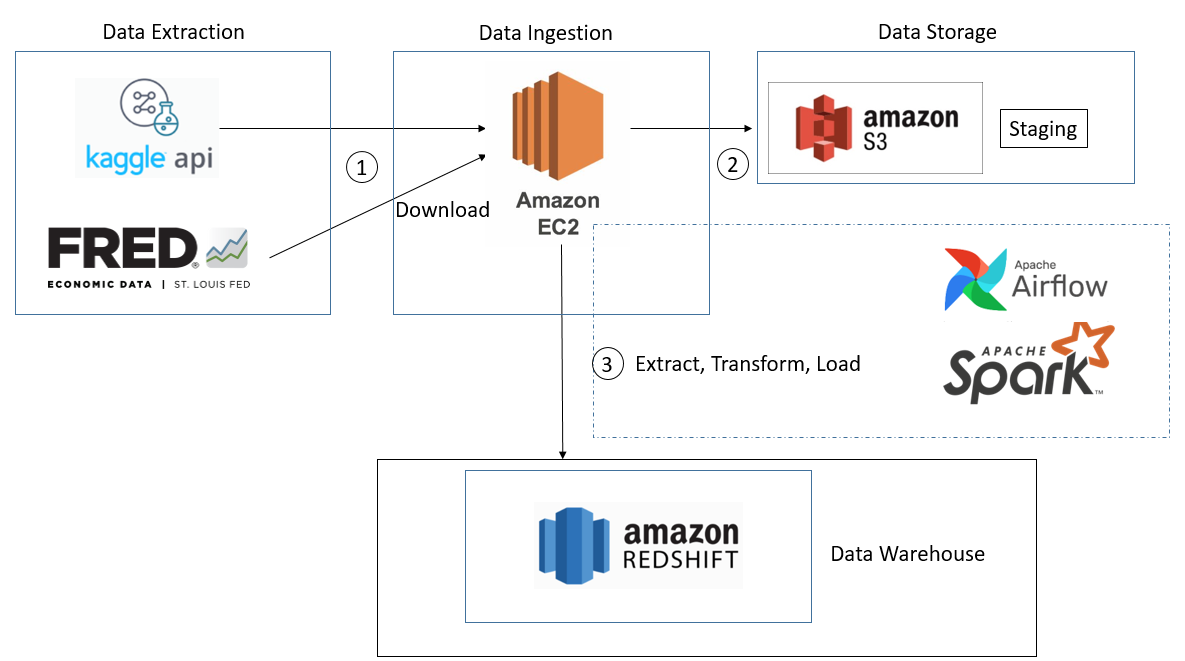 Data Extraction
Data Ingestion
Data Storage
kaggle api
FRED®
ECONOMIC DATA | ST. LOUIS FED
1
Download
Amazon
EC2
2
amazon
S3
Staging
Apache
Airflow
APACHE
Spark™
3 Extract, Transform, Load
amazon
REDSHIFT
Data Warehouse